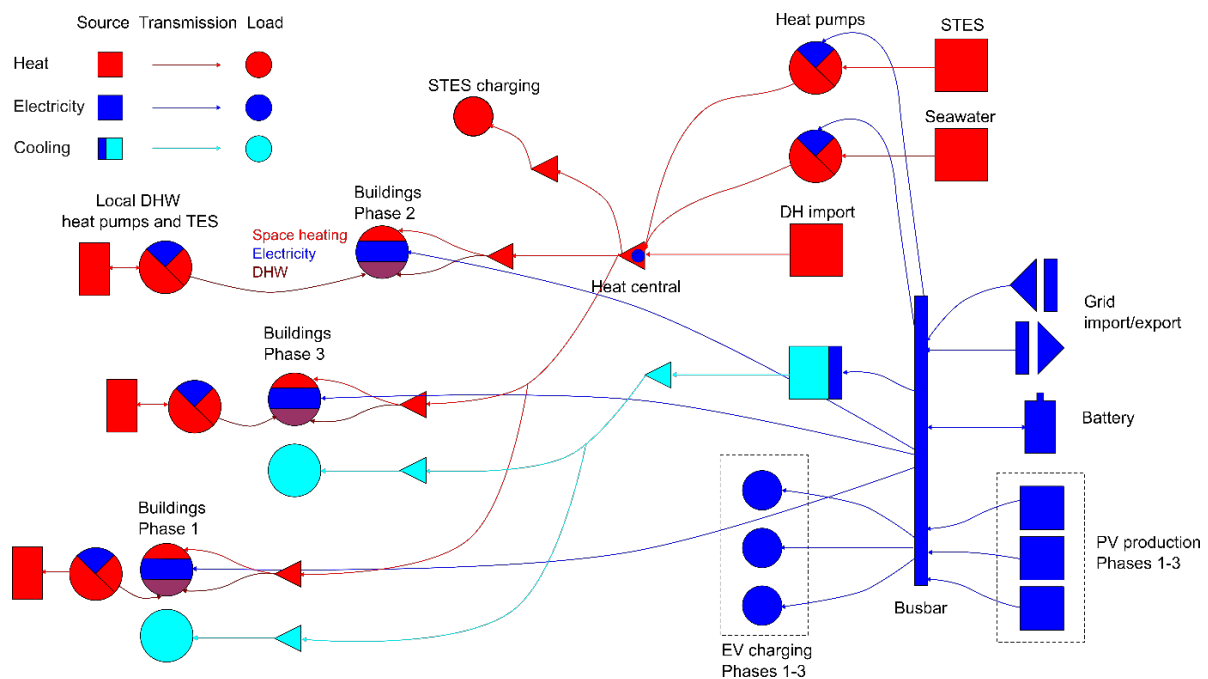 Source Transmission Load
Heat
Electricity
Cooling
Heat pumps
STES
STES charging
Seawater
Local DHW
heat pumps and TES
Buildings
Phase 2
Space heating
Electricity
DHW
DH import
Heat central
Grid
import/export
Buildings
Phase 3
Battery
Buildings
Phase 1
PV production
Phases 1-3
Busbar
EV charging
Phases 1-3